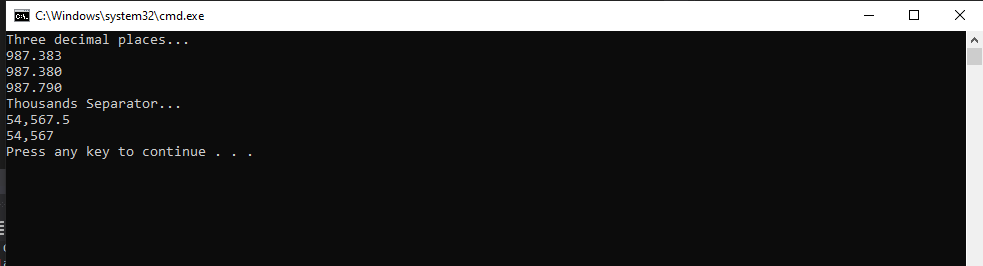 C:\Windows\system32\cmd.exe
Three decimal places...
987.383
987.380
987.790
Thousands Separator...
54,567.5
54,567
Press any key to continue . . .